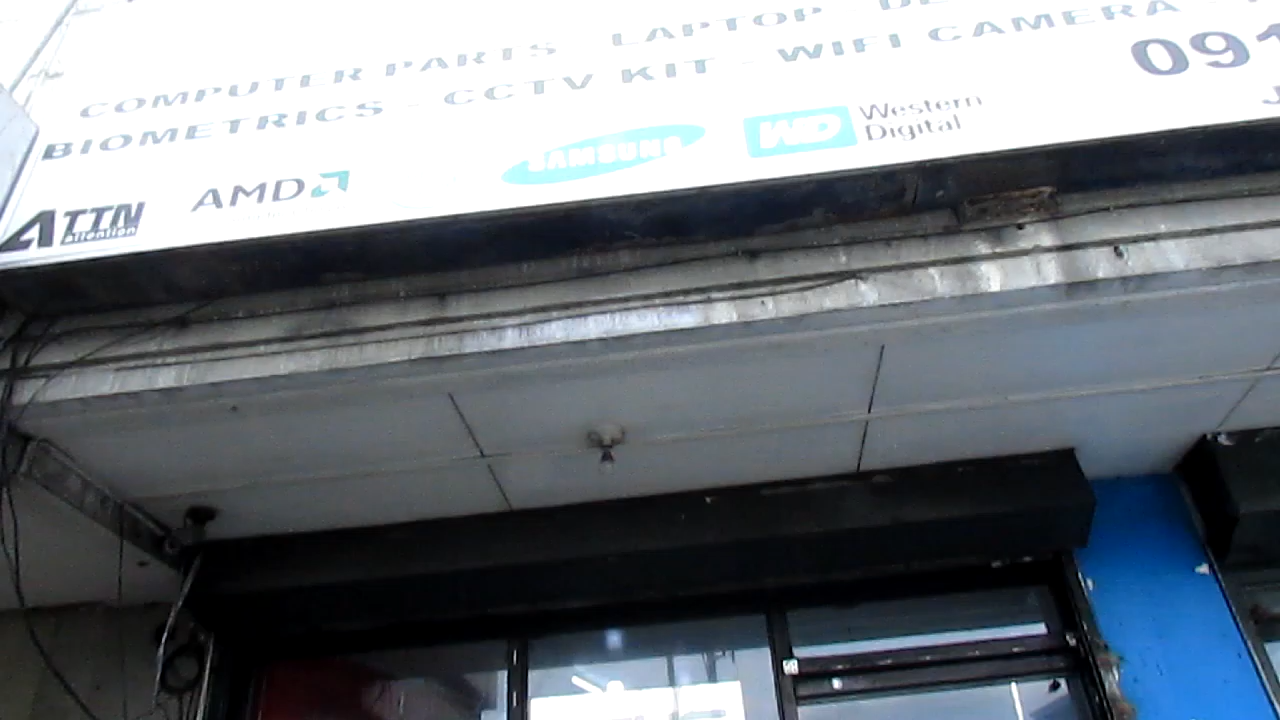 COMPUTER PARTS LAPTOP
BIOMETRICS - CCTV KIT - WIFI CAMERA -
091
ATTN
attention
AMD
SAMSUNG
WD Western
Digital